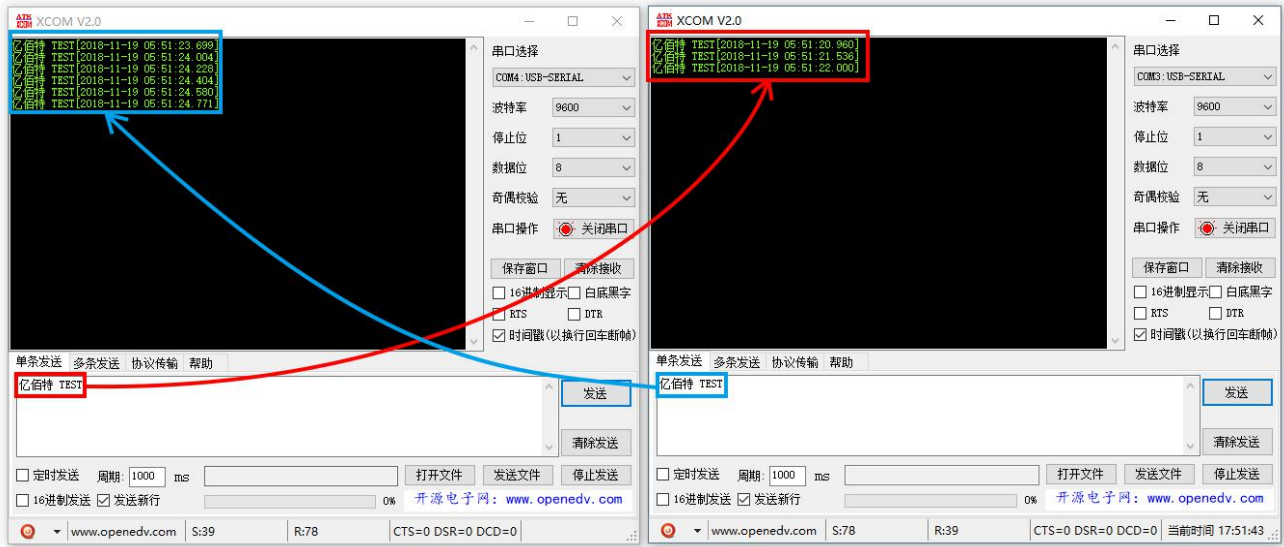 XCOM V2.0
亿佰特 TEST[2018-11-19 05:51:23.699]
亿佰特 TEST[2018-11-19 05:51:24.004]
亿佰特 TEST[2018-11-19 05:51:24.228]
亿佰特 TEST[2018-11-19 05:51:24.404]
亿佰特 TEST[2018-11-19 05:51:24.580]
亿佰特 TEST[2018-11-19 05:51:24.771]
串口选择
COM4:USB-SERIAL
波特率 9600
停止位 1
数据位 8
奇偶校验 无
串口操作 关闭串口
保存窗口 清除接收
16进制显示 白底黑字
RTS DTR
时间戳(以换行回车断帧)
单条发送 多条发送 协议传输 帮助
亿佰特 TEST
发送
清除发送
定时发送 周期: 1000 ms 打开文件 发送文件 停止发送
16进制发送 发送新行 0% 开源电子网: www.openedv.com
www.openedv.com S:39 R:78 CTS=0 DSR=0 DCD=0
ATK XCOM V2.0
亿佰特 TEST[2018-11-19 05:51:20.960]
亿佰特 TEST[2018-11-19 05:51:21.536]
亿佰特 TEST[2018-11-19 05:51:22.000]
串口选择
COM3:USB-SERIAL
波特率 9600
停止位 1
数据位 8
奇偶校验 无
串口操作 关闭串口
保存窗口 清除接收
16进制显示 白底黑字
RTS DTR
时间戳(以换行回车断帧)
单条发送 多条发送 协议传输 帮助
亿佰特 TEST
发送
清除发送
定时发送 周期: 1000 ms 打开文件 发送文件 停止发送
16进制发送 发送新行 0% 开源电子网: www.openedv.com
www.openedv.com S:78 R:39 CTS=0 DSR=0 DCD=0 当前时间 17:51:43